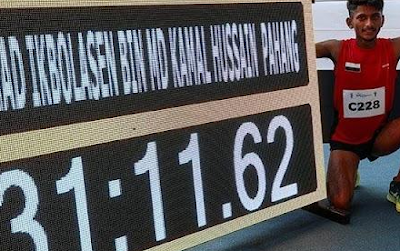 AD IKBOLASEN BIN MD KAMAL HUSSAIN PAHANG
31:11.62
C228